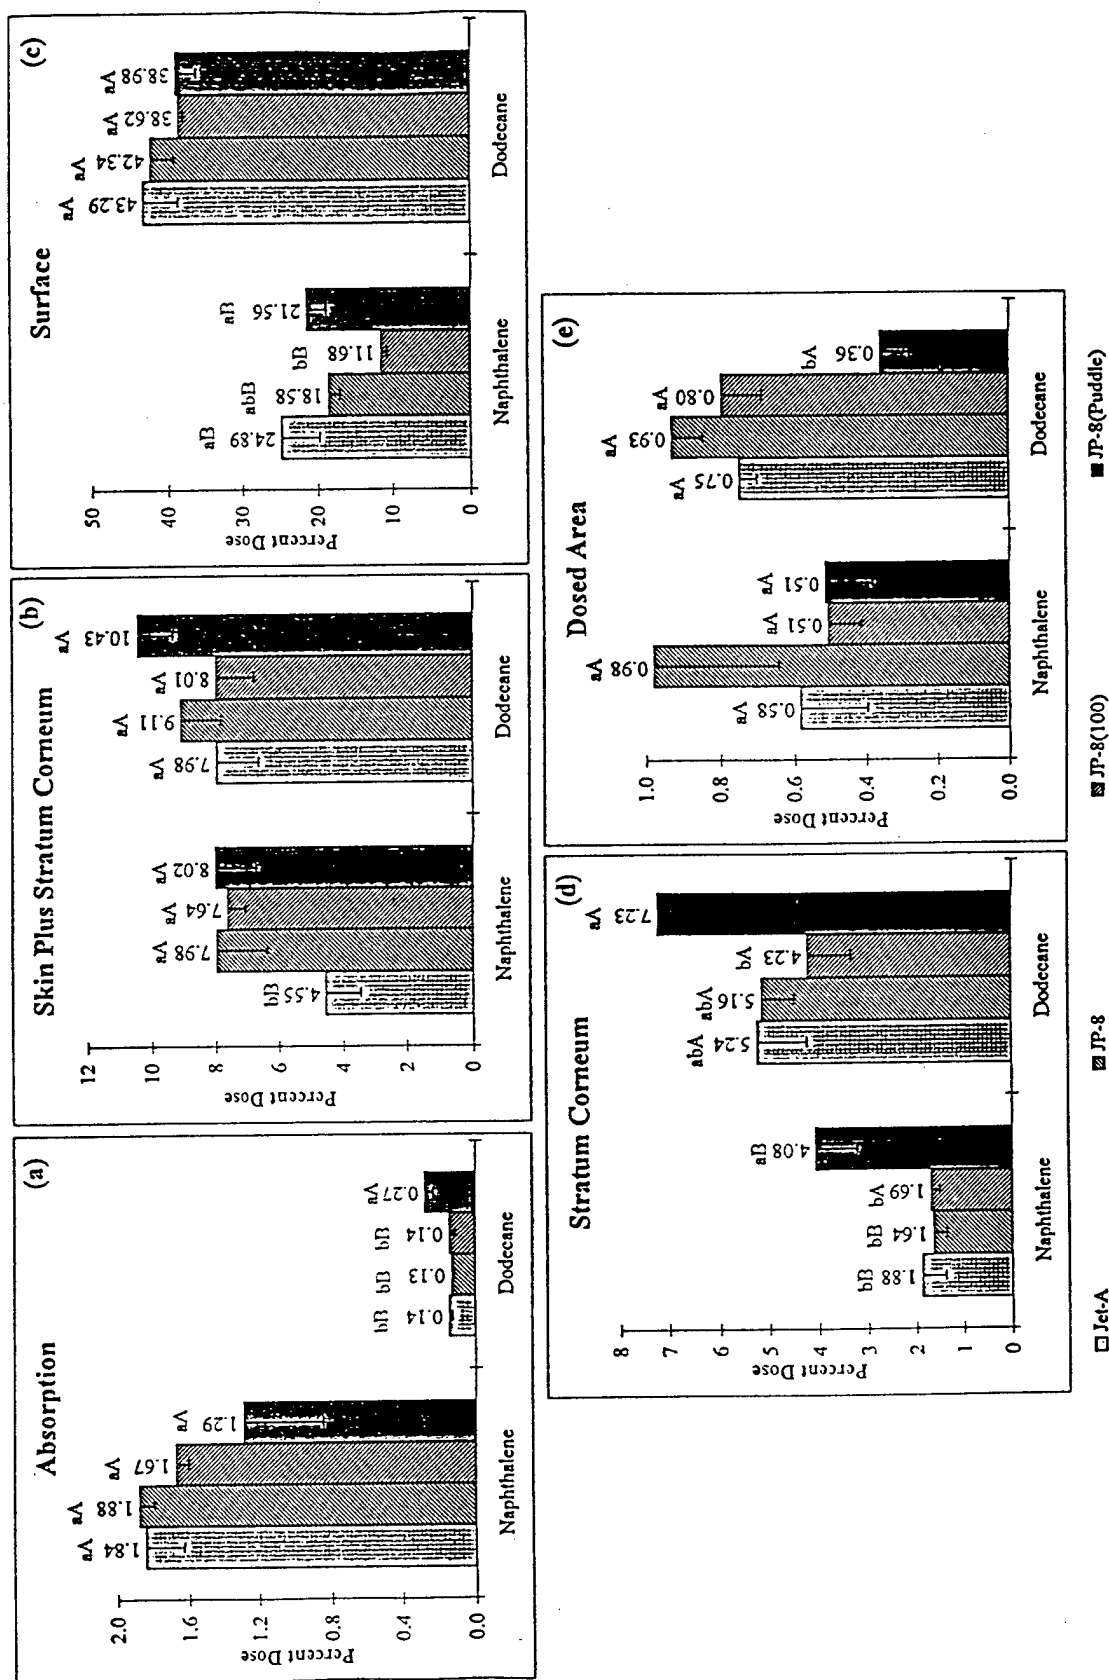 (a)
Absorption
Percent Dose
2.0
1.6
1.2
0.8
0.4
0.0
aA aA aA aA
1.84 1.88 1.67 1.29
bB bB bB aA
0.14 0.13 0.14 0.27
Naphthalene Dodecane
(b)
Skin Plus Stratum Corneum
Percent Dose
12
10
8
6
4
2
0
bB aA aA aA
4.55 7.98 7.64 8.02
aA aA aA aA
7.98 9.11 8.01 10.43
Naphthalene Dodecane
(c)
Surface
Percent Dose
50
40
30
20
10
0
aB abB bB aB
24.89 18.58 11.68 21.56
aA aA aA aA
43.29 42.34 38.62 38.98
Naphthalene Dodecane
(d)
Stratum Corneum
Percent Dose
8
7
6
5
4
3
2
1
0
bB bB bA aB
1.88 1.64 1.69 4.08
abA abA bA aA
5.24 5.16 4.23 7.23
Naphthalene Dodecane
(e)
Dosed Area
Percent Dose
1.0
0.8
0.6
0.4
0.2
0.0
aA aA aA aA
0.58 0.98 0.51 0.51
aA aA aA bA
0.75 0.93 0.80 0.36
Naphthalene Dodecane
Jet-A JP-8 JP-8(100) JP-8(Puddle)